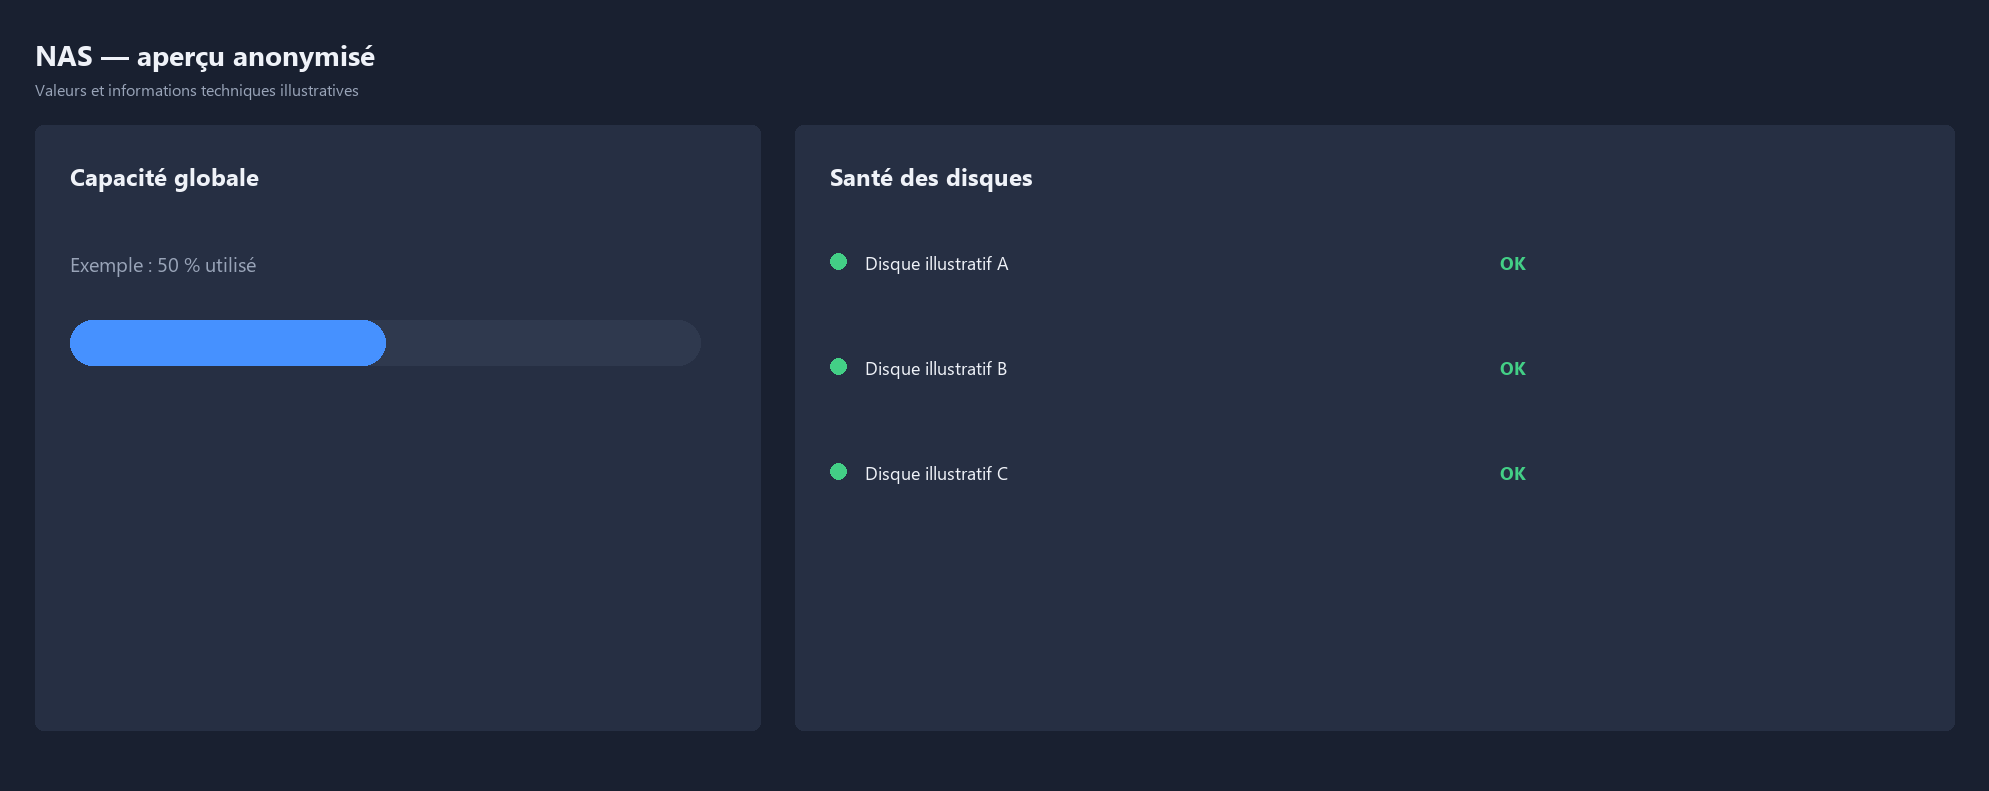 NAS — aperçu anonymisé
Valeurs et informations techniques illustratives
Capacité globale
Exemple : 50 % utilisé
Santé des disques
Disque illustratif A OK
Disque illustratif B OK
Disque illustratif C OK